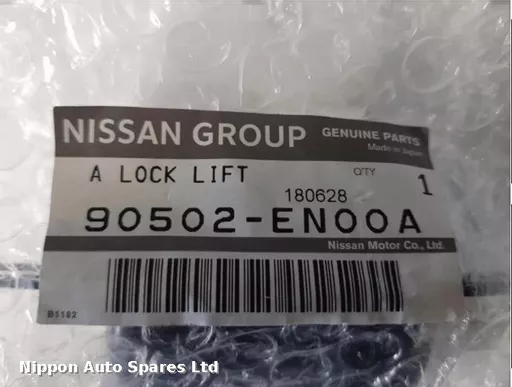 NISSAN GROUP GENUINE PARTS
Made in Japan
A LOCK LIFT Q'TY 1
180628
90502-EN00A
Nissan Motor Co., Ltd.
B5182
Nippon Auto Spares Ltd